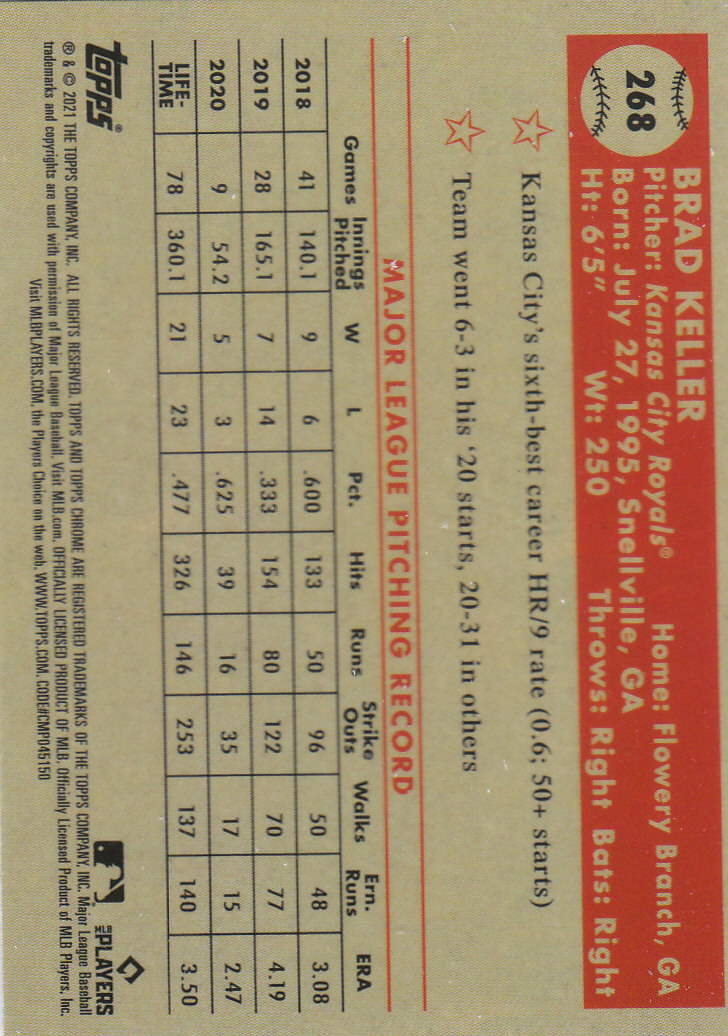 268
BRAD KELLER
Pitcher: Kansas City Royals® Home: Flowery Branch, GA
Born: July 27, 1995, Snellville, GA
Ht: 6'5" Wt: 250 Throws: Right Bats: Right
Kansas City's sixth-best career HR/9 rate (0.6; 50+ starts)
Team went 6-3 in his '20 starts, 20-31 in others
MAJOR LEAGUE PITCHING RECORD
Games Innings Pitched W L Pct. Hits Runs Strike Outs Walks Ern. Runs ERA
2018 41 140.1 9 6 .600 133 50 96 50 48 3.08
2019 28 165.1 7 14 .333 154 80 122 70 77 4.19
2020 9 54.2 5 3 .625 39 16 35 17 15 2.47
LIFE-TIME 78 360.1 21 23 .477 326 146 253 137 140 3.50
topps®
MLB PLAYERS
® & © 2021 THE TOPPS COMPANY, INC. ALL RIGHTS RESERVED. TOPPS AND TOPPS CHROME ARE REGISTERED TRADEMARKS OF THE TOPPS COMPANY, INC. Major League Baseball
trademarks and copyrights are used with permission of Major League Baseball. Visit MLB.com. OFFICIALLY LICENSED PRODUCT OF MLB. Officially Licensed Product of MLB Players, Inc.
Visit MLBPLAYERS.COM, the Players Choice on the web. WWW.TOPPS.COM. CODE#CMP045150